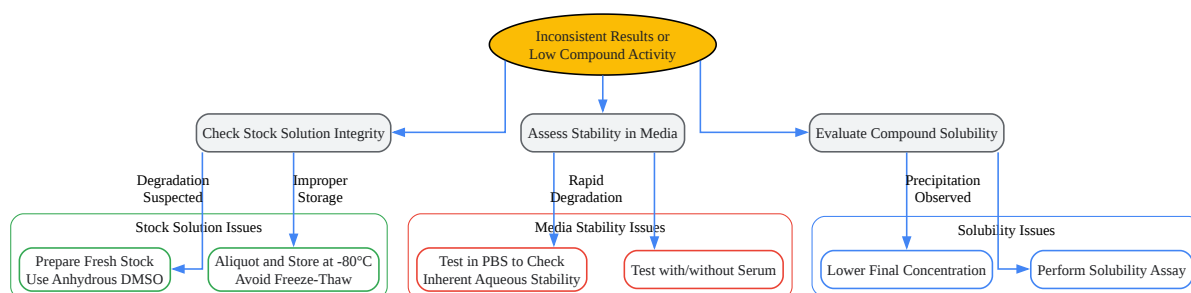 Inconsistent Results or
Low Compound Activity
Check Stock Solution Integrity
Assess Stability in Media
Evaluate Compound Solubility
Degradation
Suspected
Improper
Storage
Rapid
Degradation
Precipitation
Observed
Stock Solution Issues
Media Stability Issues
Solubility Issues
Prepare Fresh Stock
Use Anhydrous DMSO
Aliquot and Store at -80°C
Avoid Freeze-Thaw
Test in PBS to Check
Inherent Aqueous Stability
Test with/without Serum
Lower Final Concentration
Perform Solubility Assay